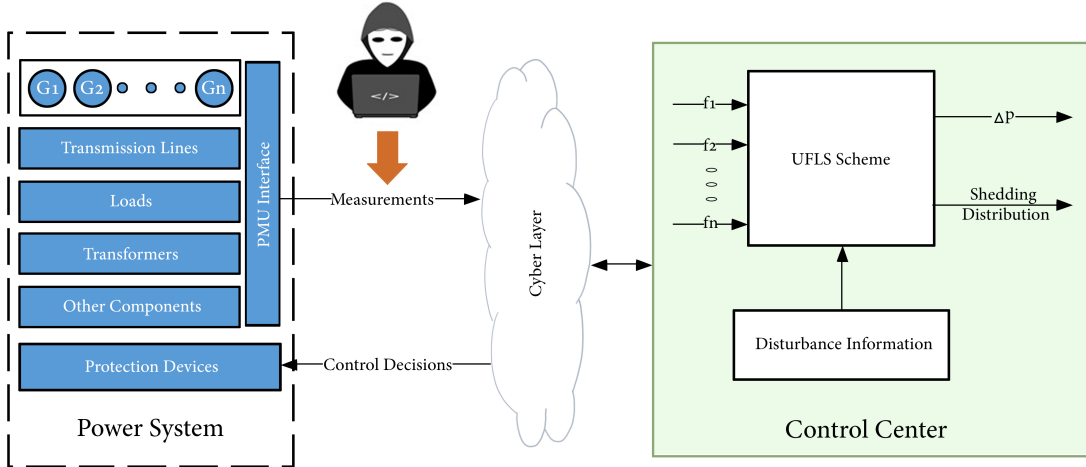 G1 G2 Gn
Transmission Lines
Loads
Transformers
Other Components
PMU Interface
Protection Devices
Power System
</>
Measurements
Control Decisions
Cyber Layer
f1
f2
fn
UFLS Scheme
Δp
Shedding
Distribution
Disturbance Information
Control Center